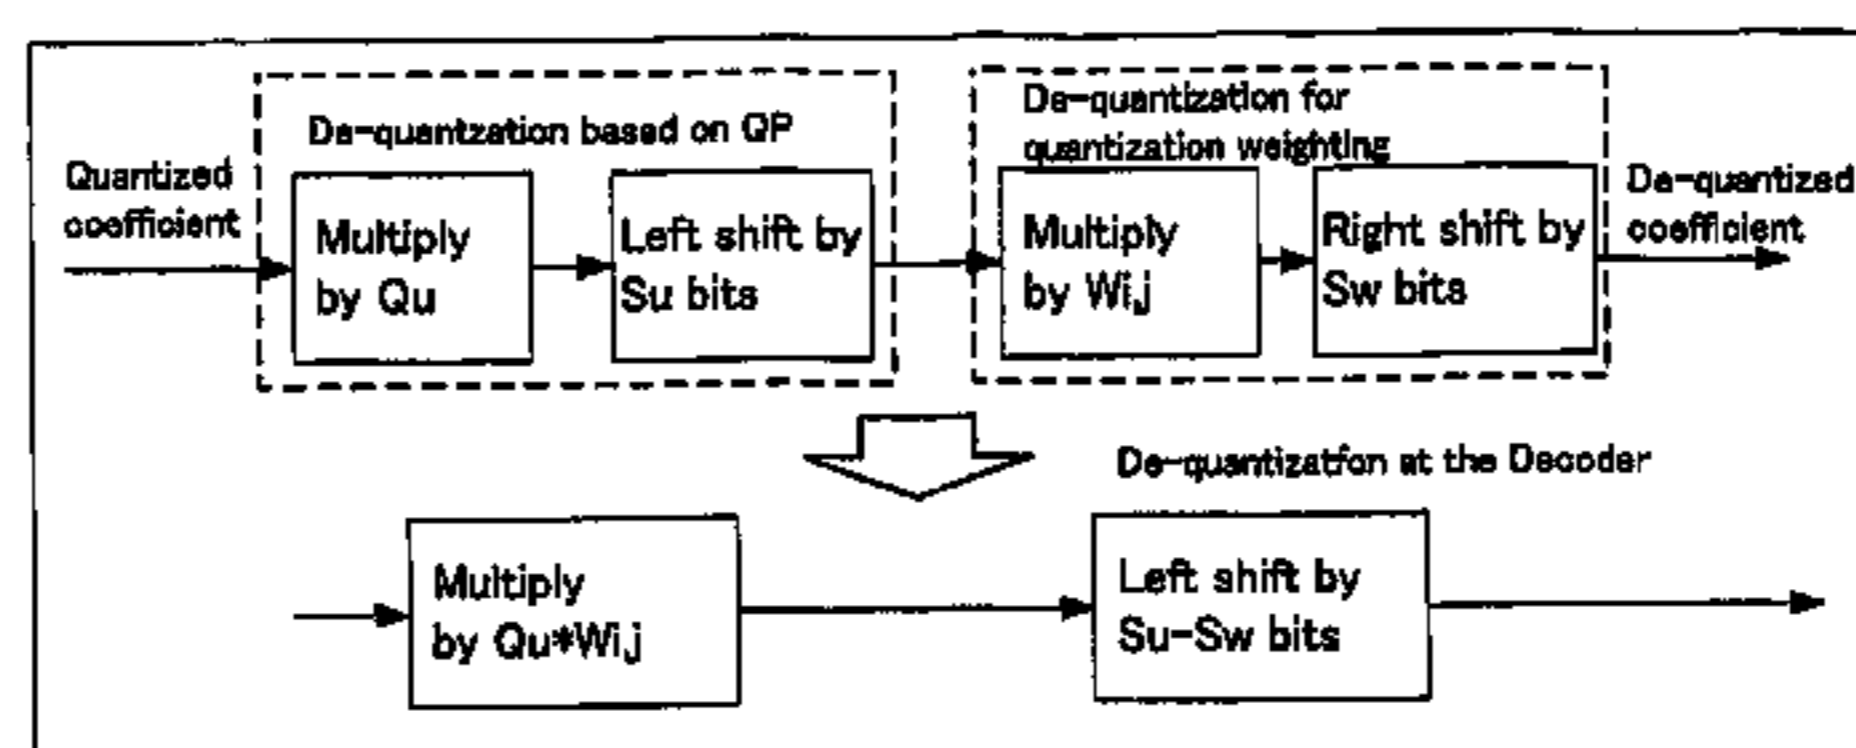 De-quantzation based on QP
De-quantization for
quantization weighting
Quantized
coefficient
Multiply
by Qu
Left shift by
Su bits
Multiply
by Wi,j
Right shift by
Sw bits
De-quantized
coefficient
De-quantization at the Decoder
Multiply
by Qu*Wi,j
Left shift by
Su-Sw bits